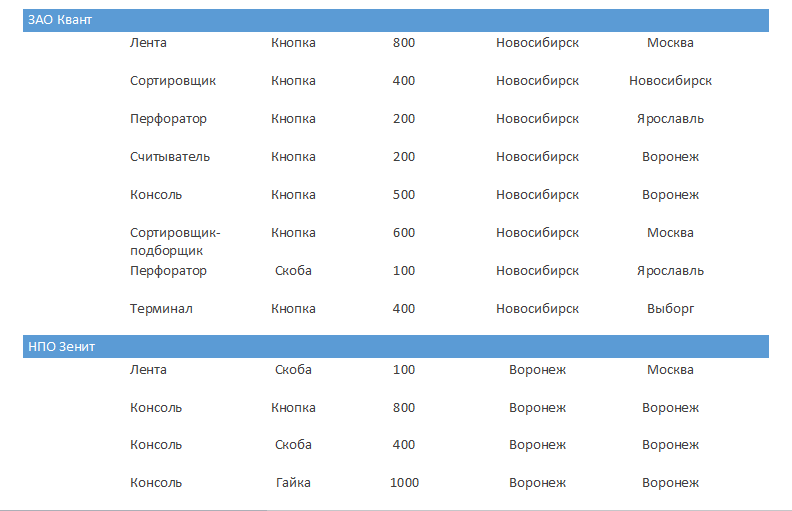 ЗАО Квант
Лента Кнопка 800 Новосибирск Москва
Сортировщик Кнопка 400 Новосибирск Новосибирск
Перфоратор Кнопка 200 Новосибирск Ярославль
Считыватель Кнопка 200 Новосибирск Воронеж
Консоль Кнопка 500 Новосибирск Воронеж
Сортировщик- Кнопка 600 Новосибирск Москва
подборщик
Перфоратор Скоба 100 Новосибирск Ярославль
Терминал Кнопка 400 Новосибирск Выборг
НПО Зенит
Лента Скоба 100 Воронеж Москва
Консоль Кнопка 800 Воронеж Воронеж
Консоль Скоба 400 Воронеж Воронеж
Консоль Гайка 1000 Воронеж Воронеж